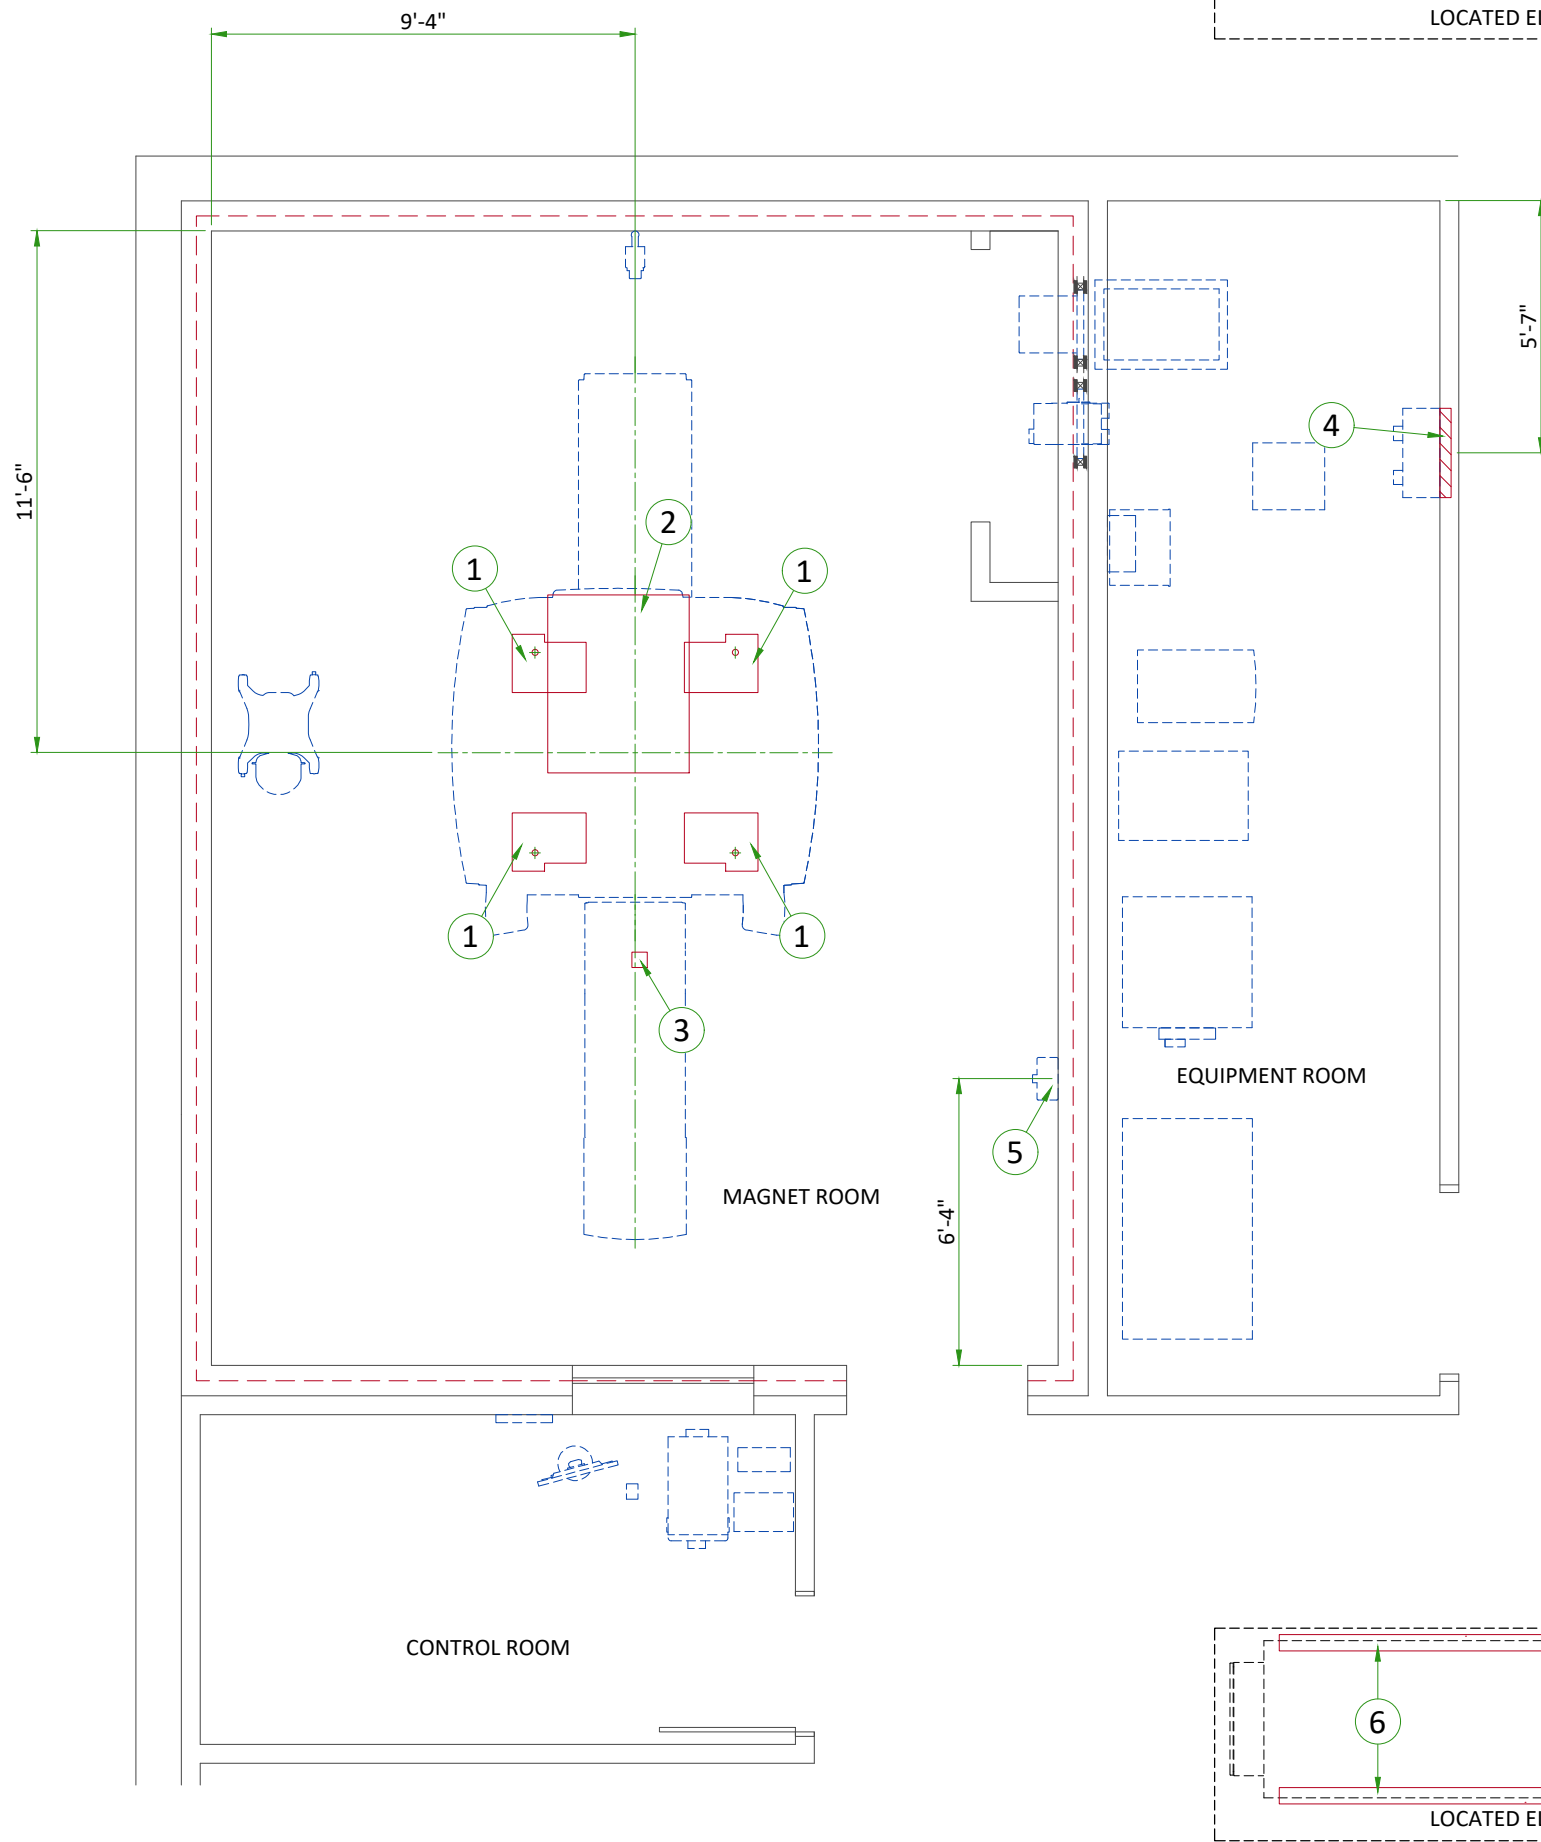 LOCATED
9'-4"
5'-7"
11'-6"
4
2
1
1
1
1
3
EQUIPMENT ROOM
5
MAGNET ROOM
6'-4"
CONTROL ROOM
6
LOCATED